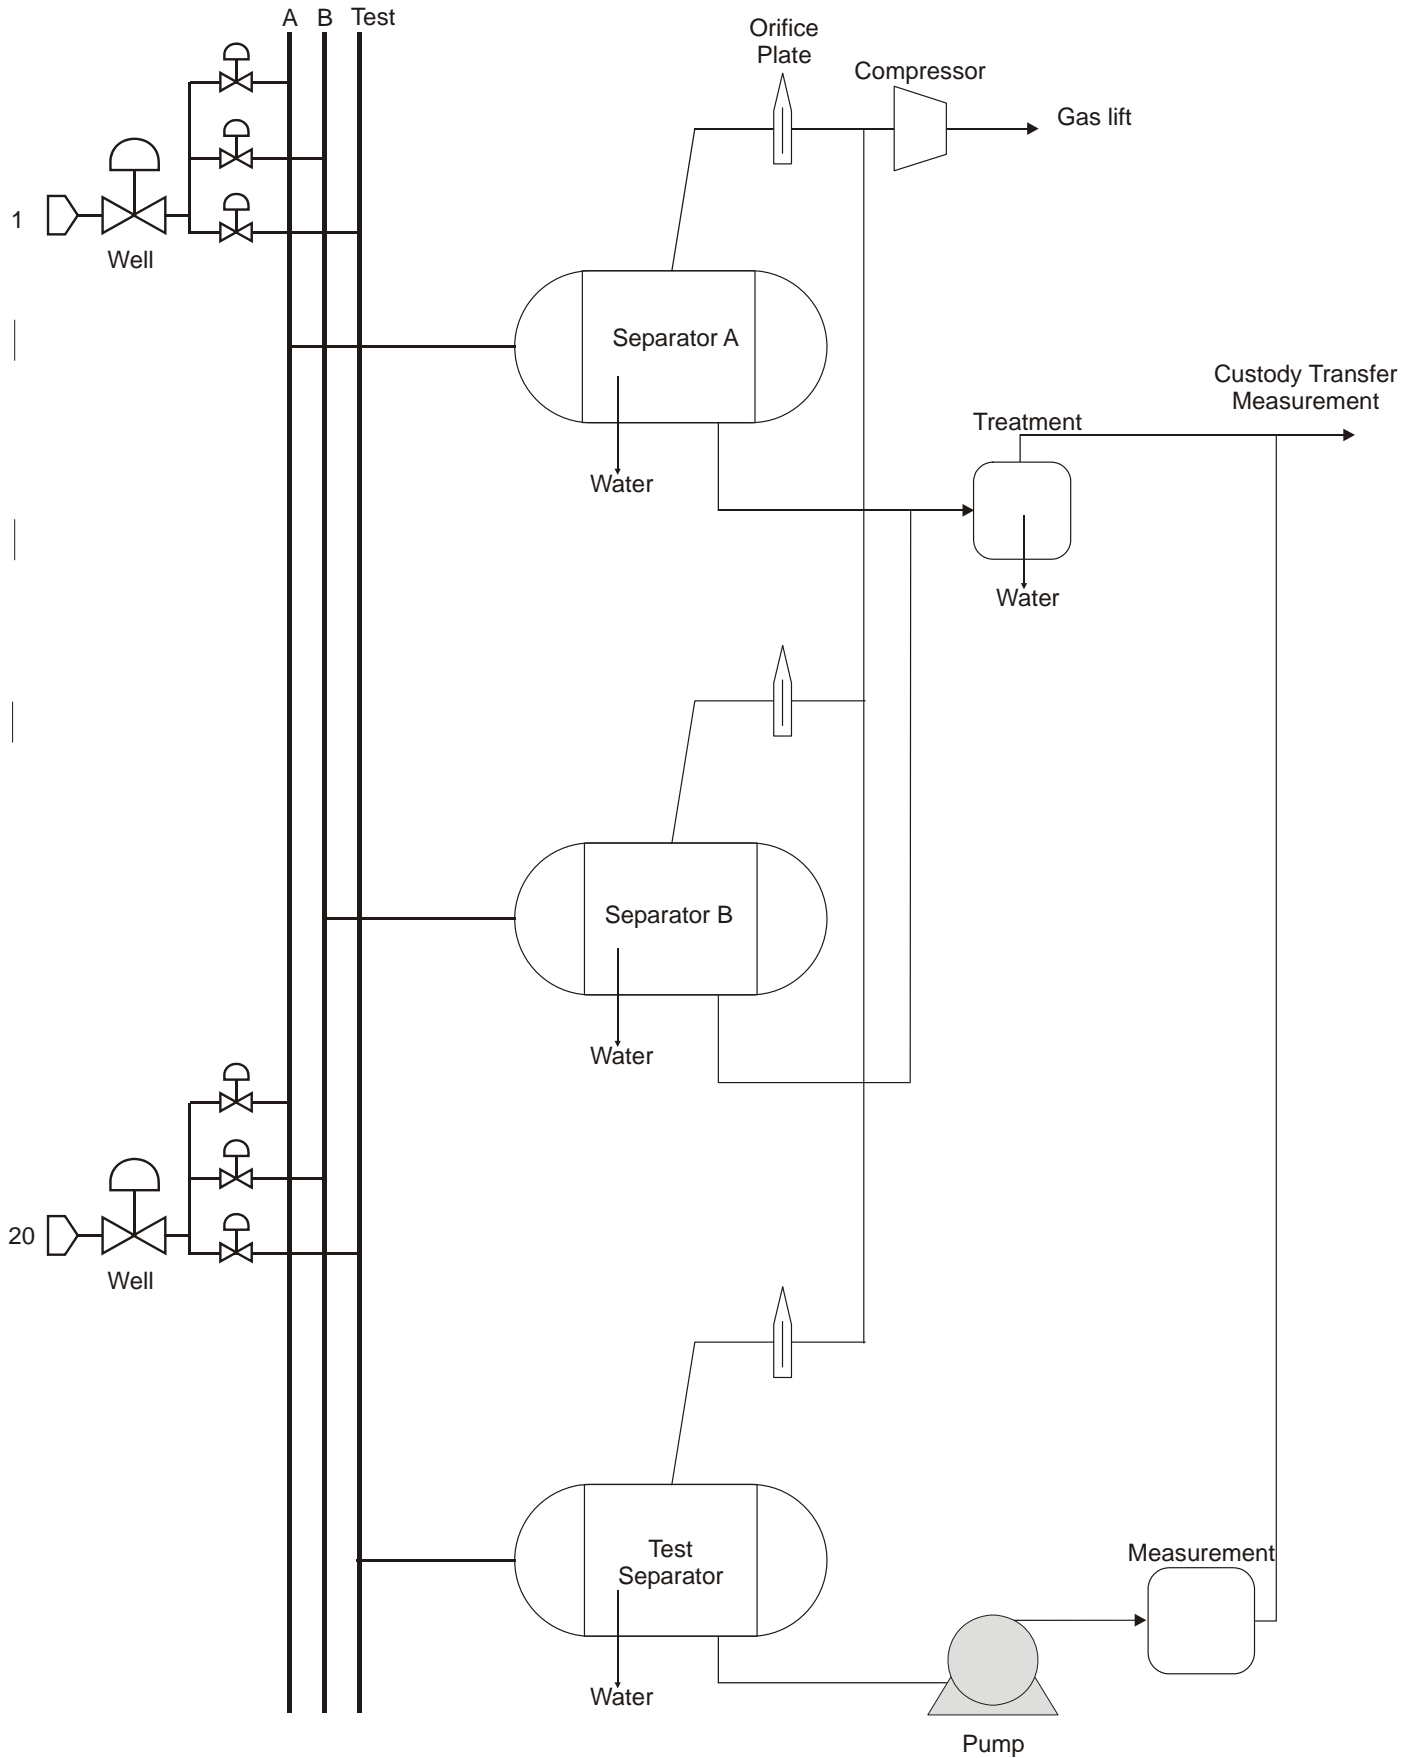 A B Test
Orifice
Plate
Compressor
Gas lift
1
Well
Separator A
Custody Transfer
Measurement
Treatment
Water
Water
Separator B
Water
20
Well
Test
Separator
Measurement
Water
Pump